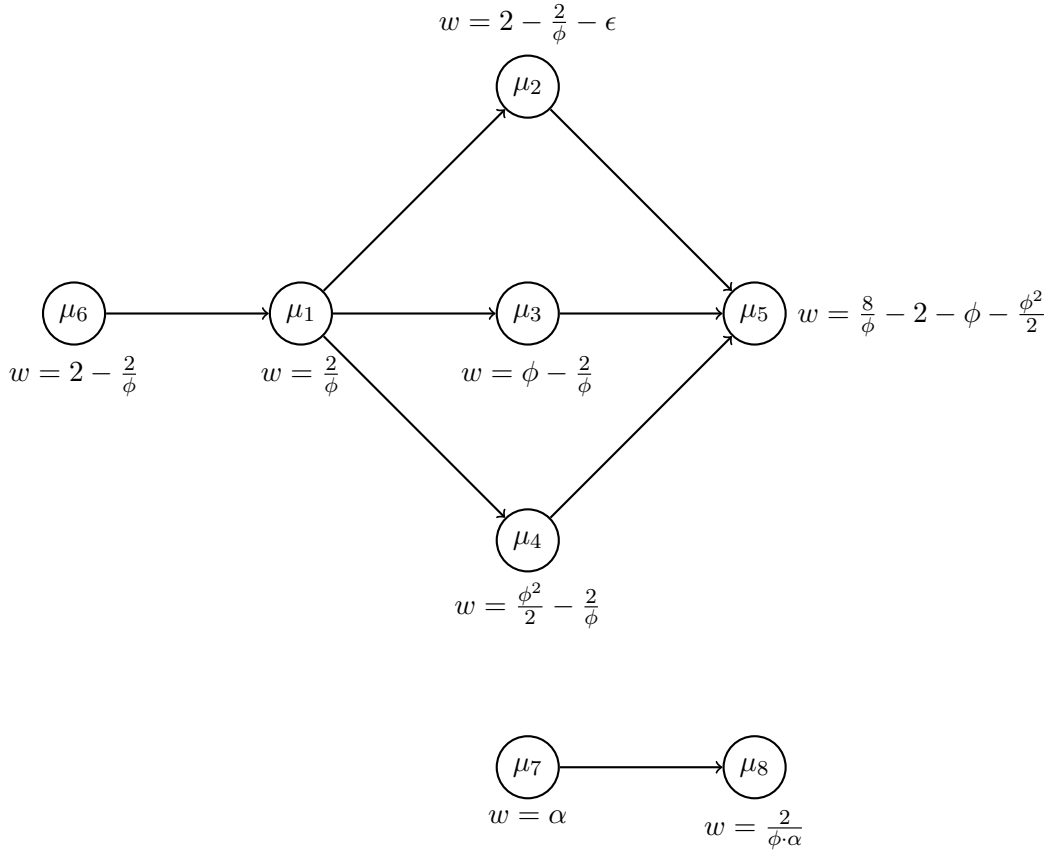 w = 2 − 2/ϕ − ϵ
μ₂
μ₆
μ₁
μ₃
μ₅
w = 8/ϕ − 2 − ϕ − ϕ²/2
w = 2 − 2/ϕ
w = 2/ϕ
w = ϕ − 2/ϕ
μ₄
w = ϕ²/2 − 2/ϕ
μ₇
μ₈
w = α
w = 2/(ϕ·α)